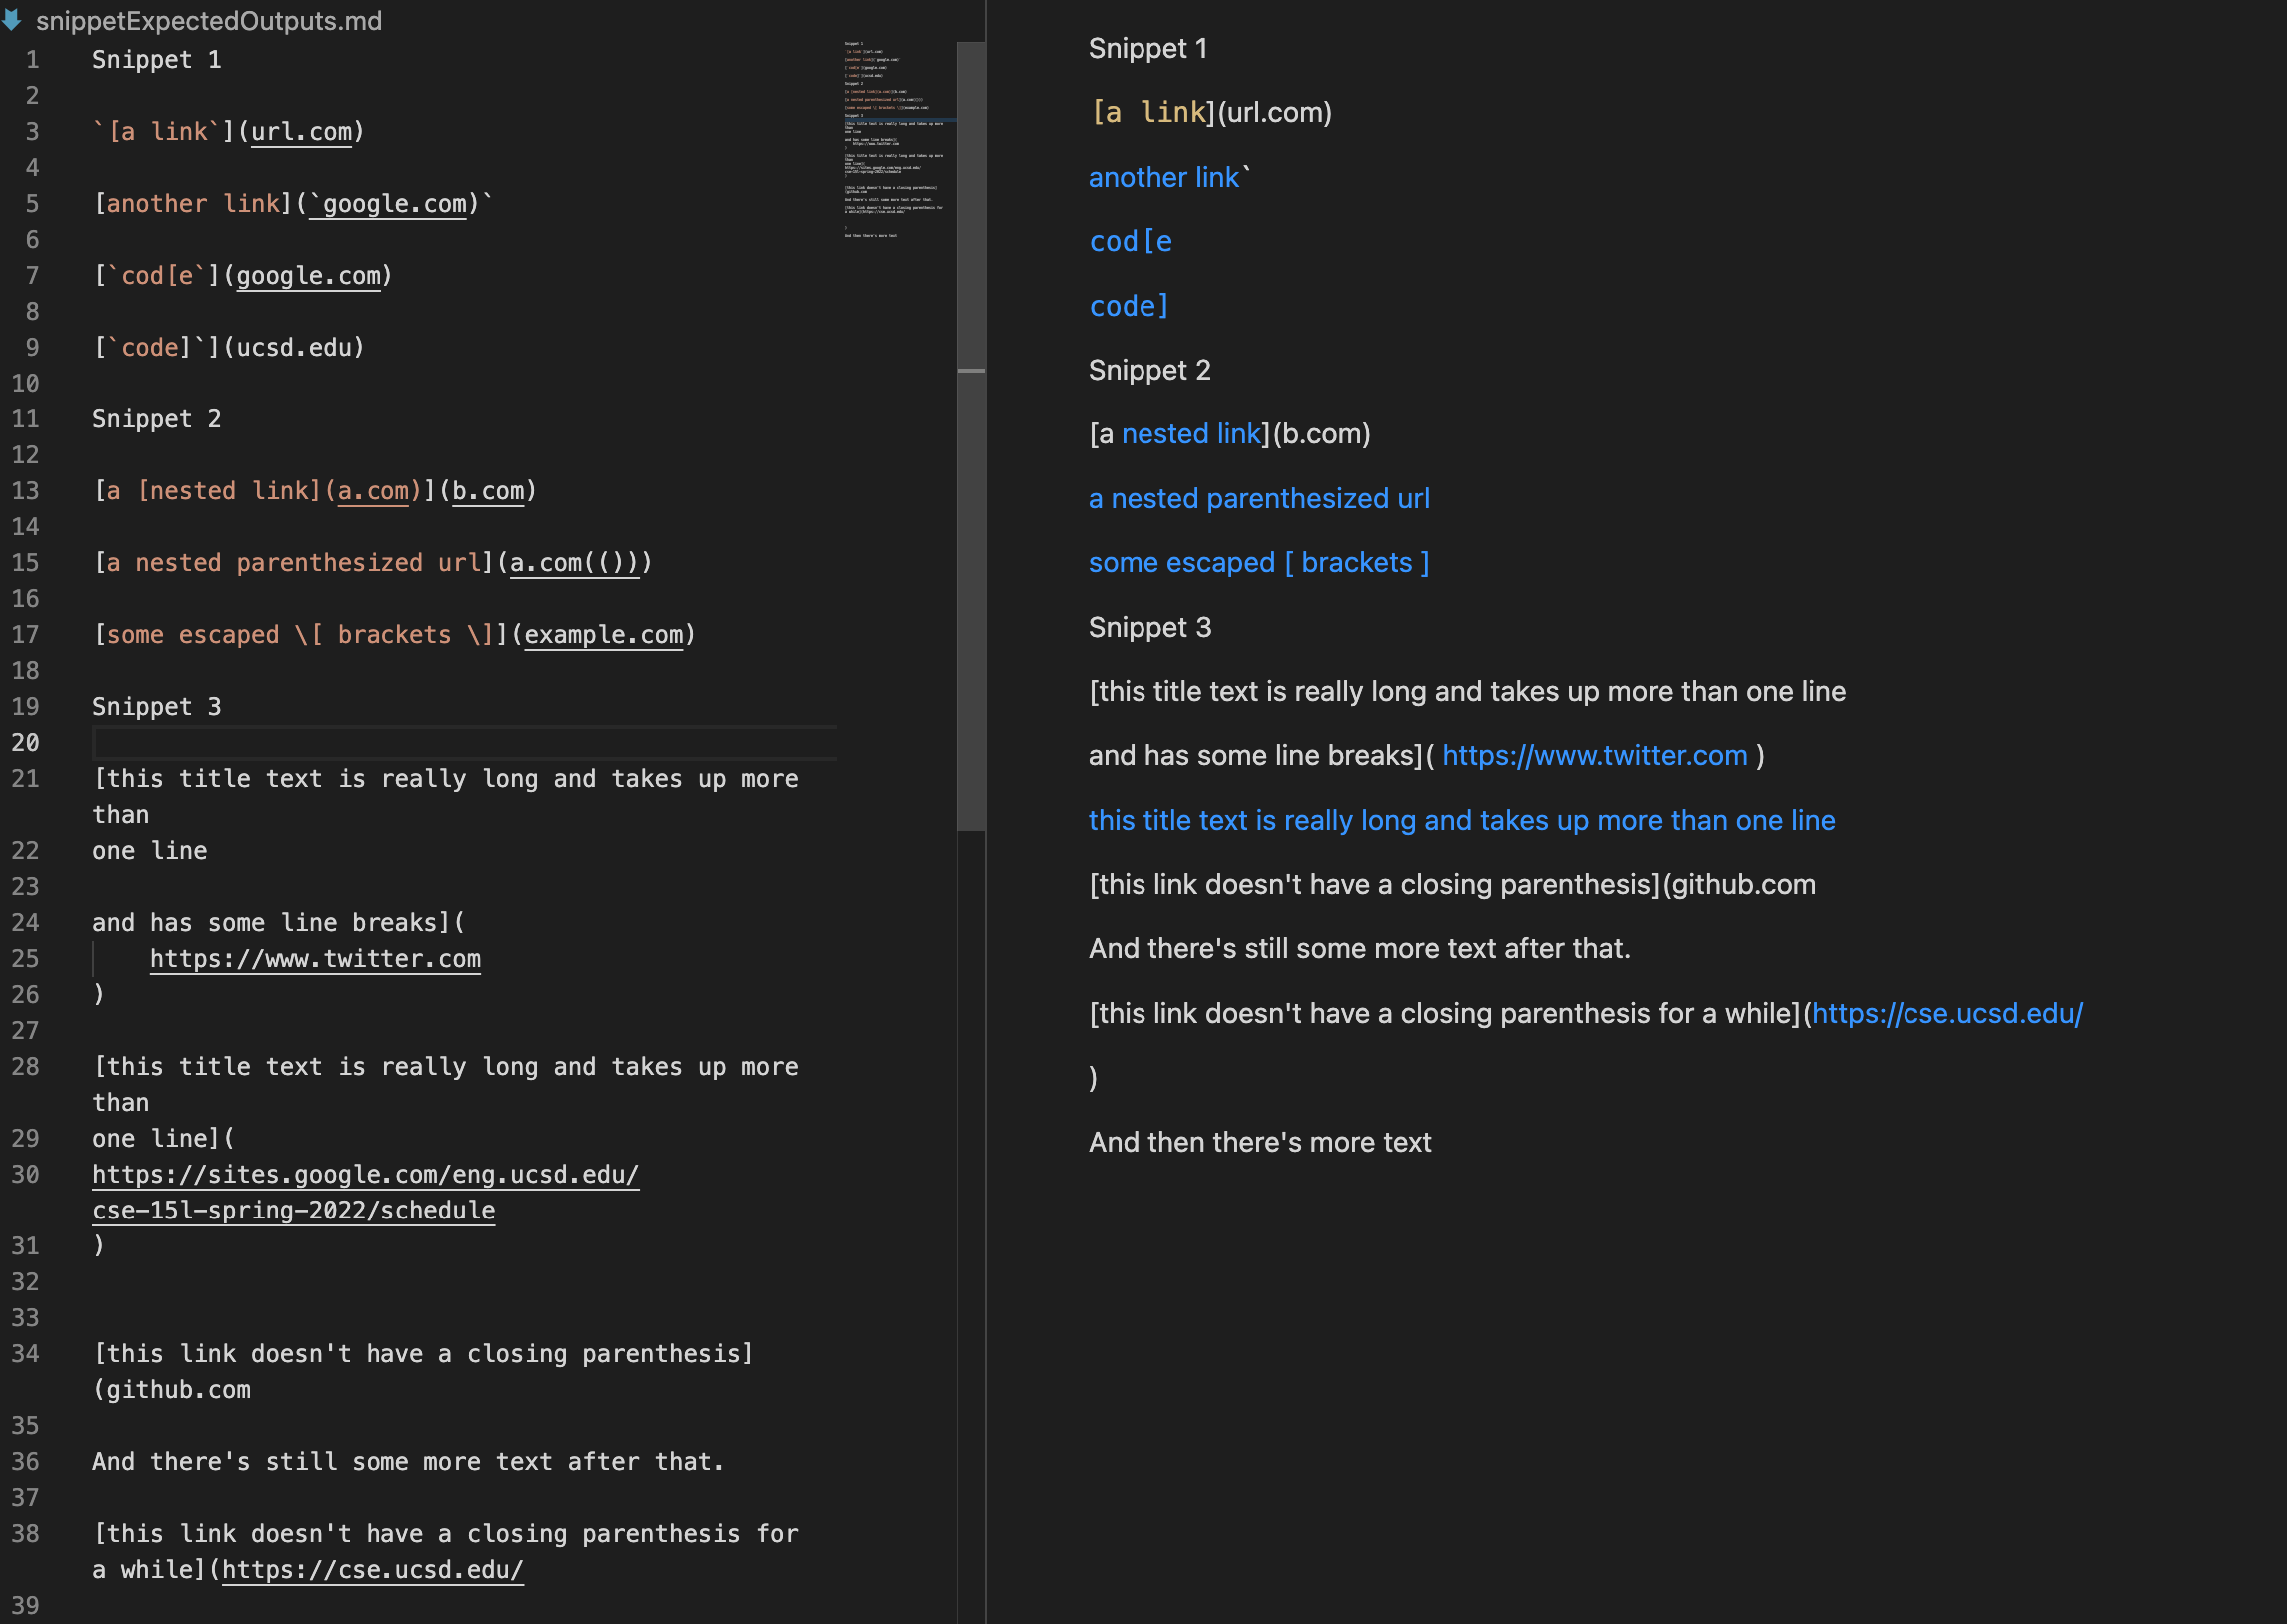 snippetExpectedOutputs.md
1 Snippet 1
2
3 `[a link`](url.com)
4
5 [another link](`google.com)`
6
7 [`cod[e`](google.com)
8
9 [`code]`](ucsd.edu)
10
11 Snippet 2
12
13 [a [nested link](a.com)](b.com)
14
15 [a nested parenthesized url](a.com(()))
16
17 [some escaped \[ brackets \]](example.com)
18
19 Snippet 3
20
21 [this title text is really long and takes up more
than
22 one line
23
24 and has some line breaks](
25 https://www.twitter.com
26 )
27
28 [this title text is really long and takes up more
than
29 one line](
30 https://sites.google.com/eng.ucsd.edu/
cse-15l-spring-2022/schedule
31 )
32
33
34 [this link doesn't have a closing parenthesis]
(github.com
35
36 And there's still some more text after that.
37
38 [this link doesn't have a closing parenthesis for
a while](https://cse.ucsd.edu/
39
Snippet 1
[a link](url.com)
another link`
cod[e
code]
Snippet 2
[a nested link](b.com)
a nested parenthesized url
some escaped [ brackets ]
Snippet 3
[this title text is really long and takes up more than one line
and has some line breaks]( https://www.twitter.com )
this title text is really long and takes up more than one line
[this link doesn't have a closing parenthesis](github.com
And there's still some more text after that.
[this link doesn't have a closing parenthesis for a while](https://cse.ucsd.edu/
)
And then there's more text